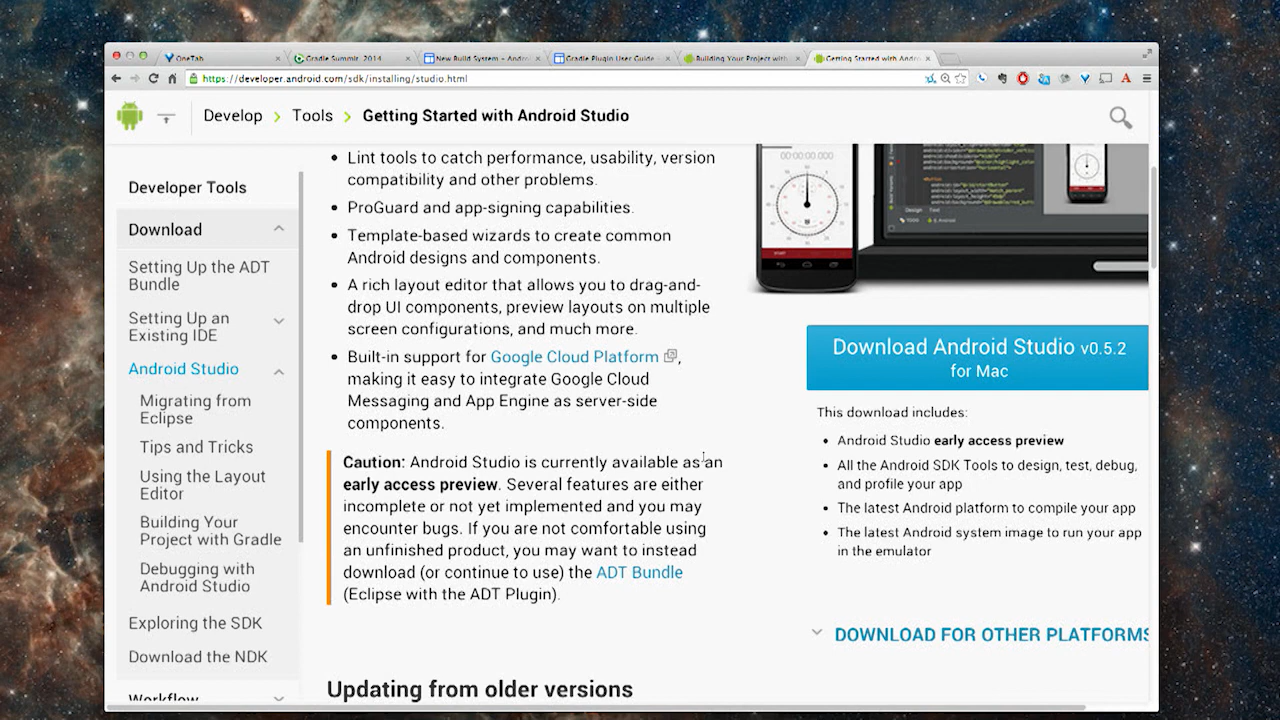 OneTab
Gradle Summit 2014
New Build System - Andro
Gradle Plugin User Guide
Building Your Project with
Getting Started with Andro
https://developer.android.com/sdk/installing/studio.html
Develop > Tools > Getting Started with Android Studio
Developer Tools
Download
Setting Up the ADT
Bundle
Setting Up an
Existing IDE
Android Studio
Migrating from
Eclipse
Tips and Tricks
Using the Layout
Editor
Building Your
Project with Gradle
Debugging with
Android Studio
Exploring the SDK
Download the NDK
Workflow
• Lint tools to catch performance, usability, version
compatibility and other problems.
• ProGuard and app-signing capabilities.
• Template-based wizards to create common
Android designs and components.
• A rich layout editor that allows you to drag-and-
drop UI components, preview layouts on multiple
screen configurations, and much more.
• Built-in support for Google Cloud Platform,
making it easy to integrate Google Cloud
Messaging and App Engine as server-side
components.
Caution: Android Studio is currently available as an
early access preview. Several features are either
incomplete or not yet implemented and you may
encounter bugs. If you are not comfortable using
an unfinished product, you may want to instead
download (or continue to use) the ADT Bundle
(Eclipse with the ADT Plugin).
Updating from older versions
00:00:00.000
Download Android Studio v0.5.2
for Mac
This download includes:
• Android Studio early access preview
• All the Android SDK Tools to design, test, debug,
and profile your app
• The latest Android platform to compile your app
• The latest Android system image to run your app
in the emulator
DOWNLOAD FOR OTHER PLATFORMS